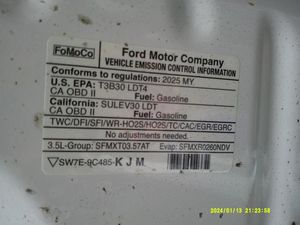 FoMoCo
Ford Motor Company
VEHICLE EMISSION CONTROL INFORMATION
Conforms to regulations: 2025 MY
U.S. EPA: T3B30 LDT4
CA OBD II Fuel: Gasoline
California: SULEV30 LDT
CA OBD II Fuel: Gasoline
TWC/DFI/SFI/WR-HO2S/HO2S/TC/CAC/EGR/EGRC
No adjustments needed.
3.5L-Group: SFMXT03.57AT Evap: SFMXR0260NDV
SW7E-9C485-KJM
2024/01/13 21:23:58